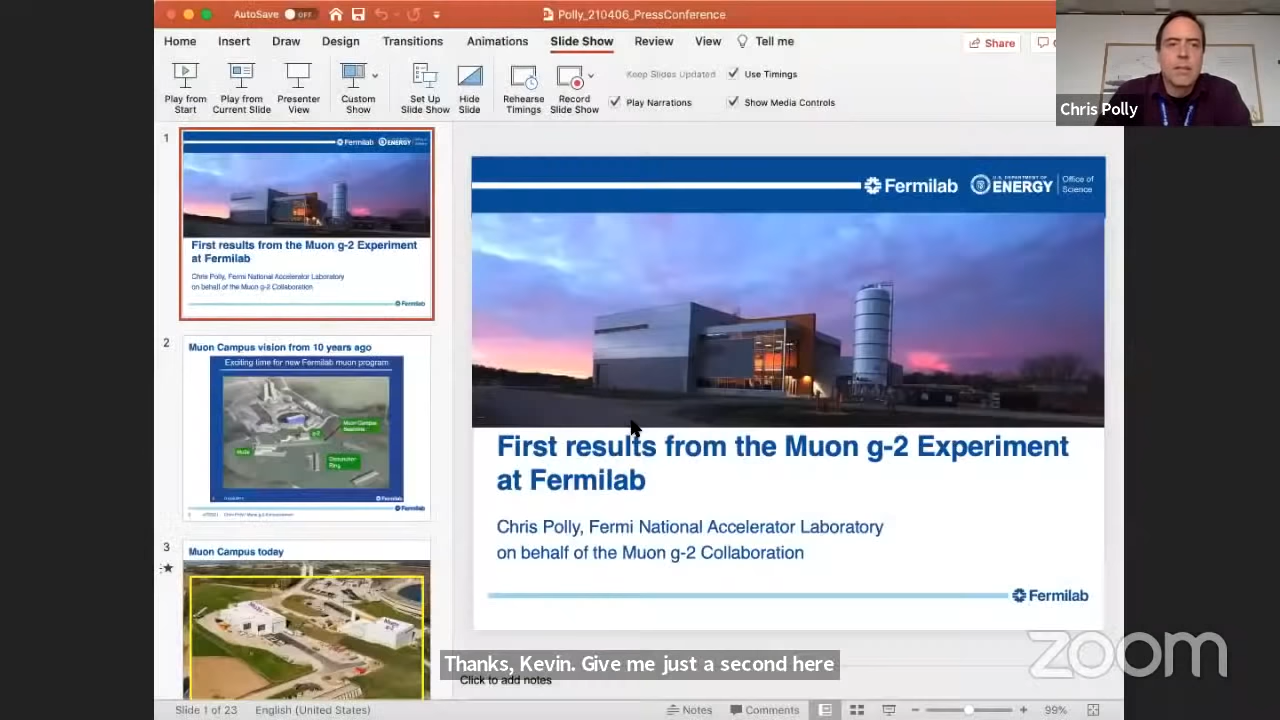 AutoSave OFF
Polly_210406_PressConference
Home Insert Draw Design Transitions Animations Slide Show Review View Tell me
Share
Play from Start
Play from Current Slide
Presenter View
Custom Show
Set Up Slide Show
Hide Slide
Rehearse Timings
Record Slide Show
Keep Slides Updated
Use Timings
Play Narrations
Show Media Controls
Chris Polly
1
Fermilab
ENERGY
First results from the Muon g-2 Experiment
at Fermilab
Chris Polly, Fermi National Accelerator Laboratory
on behalf of the Muon g-2 Collaboration
Fermilab
2
Muon Campus vision from 10 years ago
Exciting time for new Fermilab muon program
g-2
Fermilab
Fermilab
3
Muon Campus today
Fermilab
U.S. DEPARTMENT OF
ENERGY
Office of
Science
First results from the Muon g-2 Experiment
at Fermilab
Chris Polly, Fermi National Accelerator Laboratory
on behalf of the Muon g-2 Collaboration
Fermilab
Thanks, Kevin. Give me just a second here
Click to add notes
zoom
Slide 1 of 23 English (United States)
Notes Comments 99%